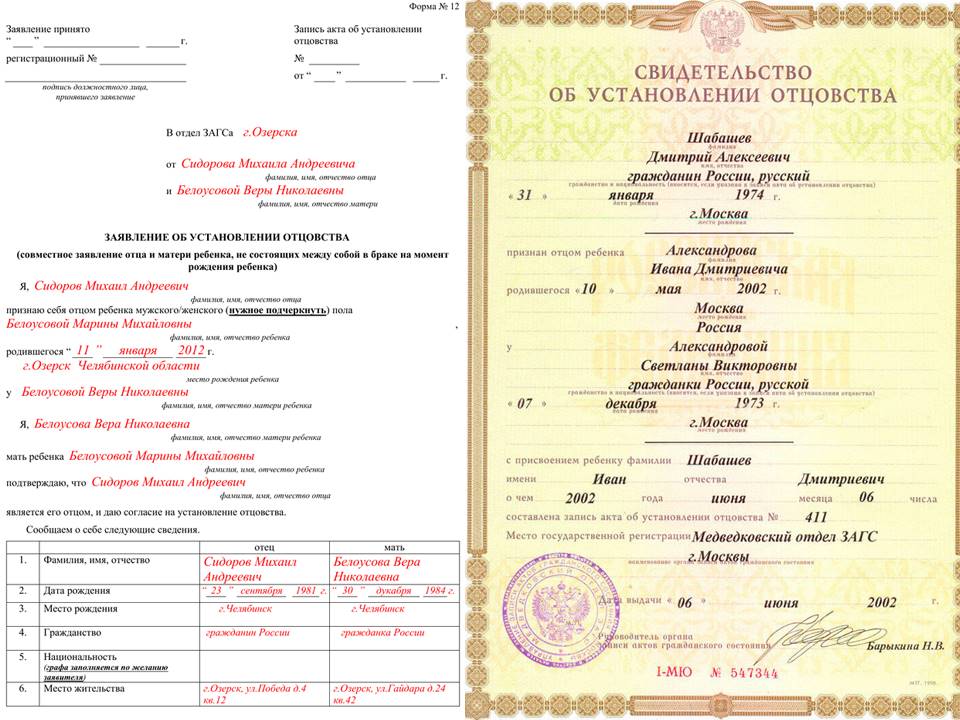 Форма № 12
Заявление принято
“ ____ ” ____________________ _______ г.
регистрационный № __________________
подпись должностного лица,
принявшего заявление
Запись акта об установлении
отцовства
№ __________
от “ ____ ” ____________ _____ г.
В отдел ЗАГСа г.Озерска
от Сидорова Михаила Андреевича
фамилия, имя, отчество отца
и Белоусовой Веры Николаевны
фамилия, имя, отчество матери
ЗАЯВЛЕНИЕ ОБ УСТАНОВЛЕНИИ ОТЦОВСТВА
(совместное заявление отца и матери ребенка, не состоящих между собой в браке на момент
рождения ребенка)
Я, Сидоров Михаил Андреевич
фамилия, имя, отчество отца
признаю себя отцом ребенка мужского/женского (нужное подчеркнуть) пола
Белоусовой Марины Михайловны ,
фамилия, имя, отчество ребенка
родившегося “ 11 ” января 2012 г.
г.Озерск Челябинской области
место рождения ребенка
у Белоусовой Веры Николаевны
фамилия, имя, отчество матери ребенка
Я, Белоусова Вера Николаевна
фамилия, имя, отчество матери ребенка
мать ребенка Белоусовой Марины Михайловны
фамилия, имя, отчество ребенка
подтверждаю, что Сидоров Михаил Андреевич
фамилия, имя, отчество отца
является его отцом, и даю согласие на установление отцовства.
Сообщаем о себе следующие сведения.
отец мать
1. Фамилия, имя, отчество Сидоров Михаил Андреевич Белоусова Вера Николаевна
2. Дата рождения “ 23 ” сентября 1981 г. “ 30 ” дукабря 1984 г.
3. Место рождения г.Челябинск г.Челябинск
4. Гражданство гражданин России гражданка России
5. Национальность
(графа заполняется по желанию
заявителя)
6. Место жительства г.Озерск, ул.Победа д.4 кв.12 г.Озерск, ул.Гайдара д.24 кв.42
СВИДЕТЕЛЬСТВО
ОБ УСТАНОВЛЕНИИ ОТЦОВСТВА
Шабашев
фамилия
Дмитрий Алексеевич
имя, отчество
гражданин России, русский
гражданство и национальность (вносится, если указана в записи акта об установлении отцовства)
« 31 » января 1974 г.
дата рождения
г.Москва
место рождения
признан отцом ребенка Александрова
фамилия
Ивана Дмитриевича
имя, отчество
родившегося « 10 » мая 2002 г.
Москва
место рождения
Россия
у Александровой
фамилия
Светланы Викторовны
имя, отчество
гражданки России, русской
гражданство и национальность (вносится, если указана в записи акта об установлении отцовства)
« 07 » декабря 1973 г.
дата рождения
г.Москва
место рождения
с присвоением ребенку фамилии Шабашев
имени Иван отчества Дмитриевич
о чем 2002 года июня месяца 06 числа
составлена запись акта об установлении отцовства № 411
Место государственной регистрации Медведковский отдел ЗАГС
г.Москвы
наименование органа записи актов гражданского состояния
Дата выдачи « 06 » июня 2002 г.
Руководитель органа
записи актов гражданского состояния Барыкина Н.В.
I-МЮ № 547344